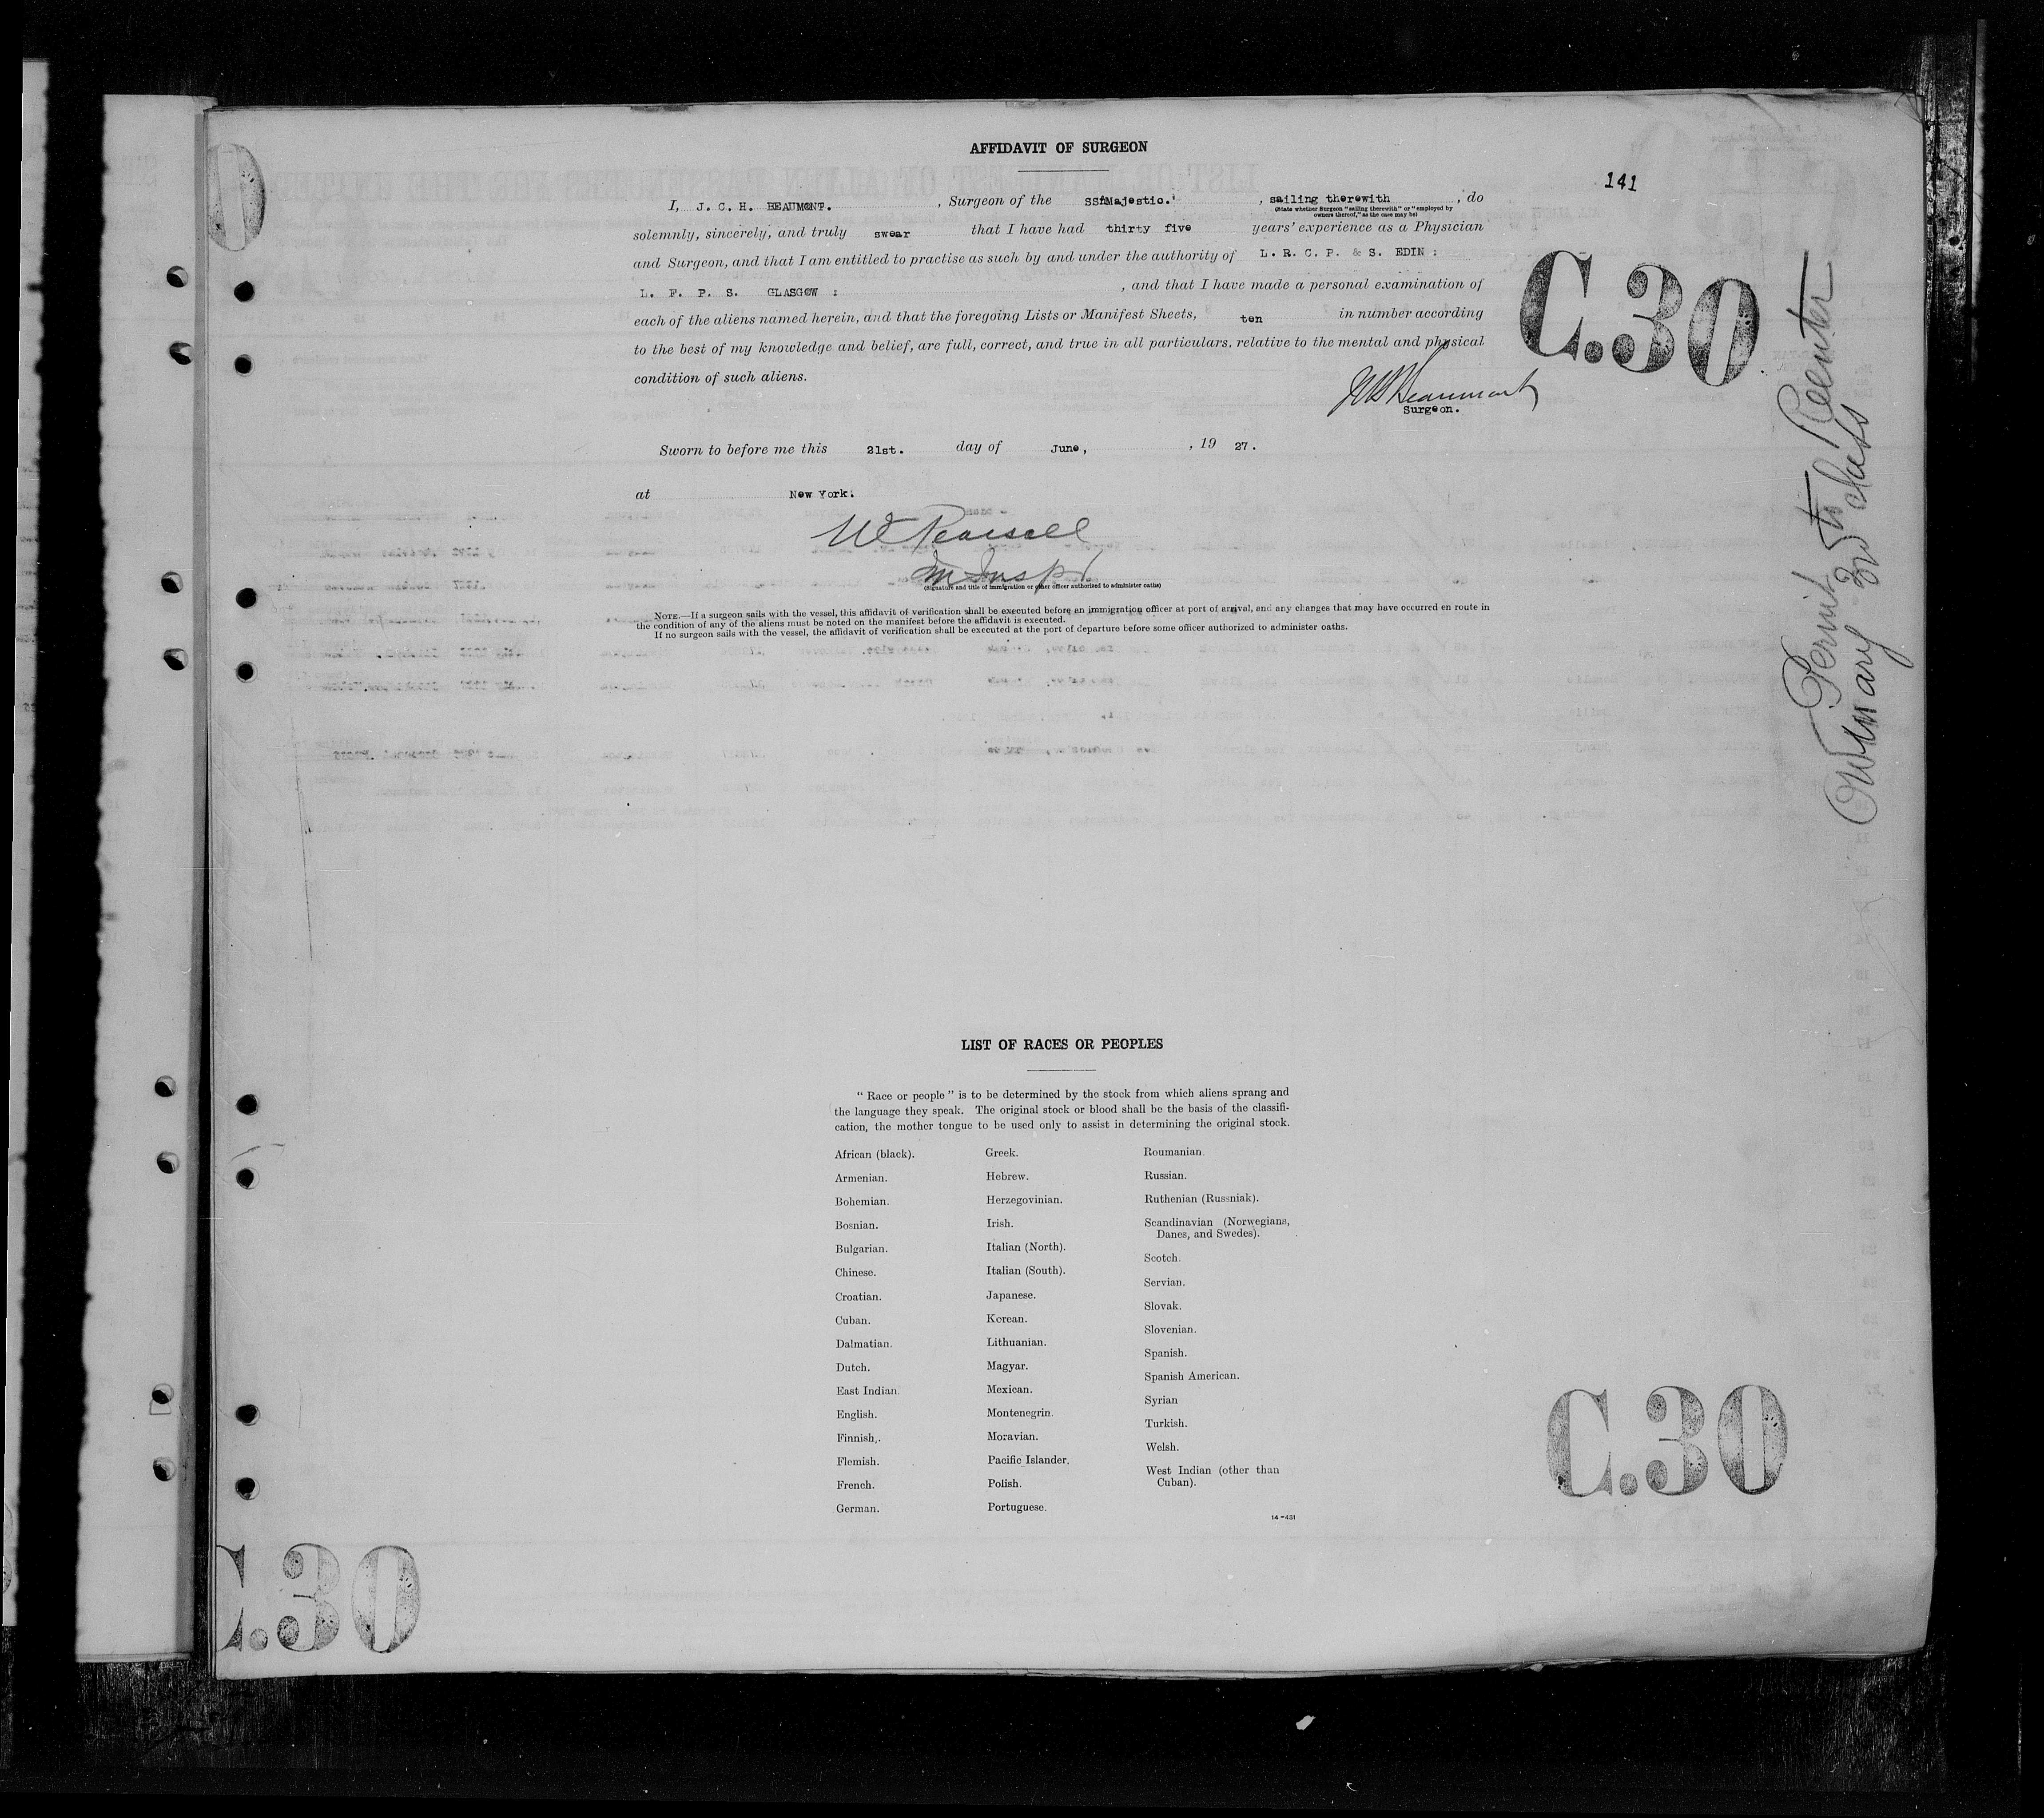 AFFIDAVIT OF SURGEON
141
I, J. C. H. BEAUMONT. , Surgeon of the SS"Majestic." , sailing therewith , do
(State whether Surgeon "sailing therewith" or "employed by
owners thereof," as the case may be)
solemnly, sincerely, and truly swear that I have had thirty five years' experience as a Physician
and Surgeon, and that I am entitled to practise as such by and under the authority of L. R. C. P. & S. EDIN :
L. F. P. S. GLASGOW : , and that I have made a personal examination of
each of the aliens named herein, and that the foregoing Lists or Manifest Sheets, ten in number according
to the best of my knowledge and belief, are full, correct, and true in all particulars, relative to the mental and physical
condition of such aliens.
C.30
JCHBeaumont
Surgeon.
Sworn to before me this 21st. day of June, , 19 27.
at New York.
Im Inspr.
(Signature and title of immigration or other officer authorized to administer oaths)
NOTE.—If a surgeon sails with the vessel, this affidavit of verification shall be executed before an immigration officer at port of arrival, and any changes that may have occurred en route in
the condition of any of the aliens must be noted on the manifest before the affidavit is executed.
If no surgeon sails with the vessel, the affidavit of verification shall be executed at the port of departure before some officer authorized to administer oaths.
Permit to Reenter
3rd Class
LIST OF RACES OR PEOPLES
"Race or people" is to be determined by the stock from which aliens sprang and
the language they speak. The original stock or blood shall be the basis of the classifi-
cation, the mother tongue to be used only to assist in determining the original stock.
African (black).
Armenian.
Bohemian.
Bosnian.
Bulgarian.
Chinese.
Croatian.
Cuban.
Dalmatian.
Dutch.
East Indian.
English.
Finnish.
Flemish.
French.
German.
Greek.
Hebrew.
Herzegovinian.
Irish.
Italian (North).
Italian (South).
Japanese.
Korean.
Lithuanian.
Magyar.
Mexican.
Montenegrin.
Moravian.
Pacific Islander.
Polish.
Portuguese.
Roumanian.
Russian.
Ruthenian (Russniak).
Scandinavian (Norwegians,
Danes, and Swedes).
Scotch.
Servian.
Slovak.
Slovenian.
Spanish.
Spanish American.
Syrian
Turkish.
Welsh.
West Indian (other than
Cuban).
14-431
C.30
C.30